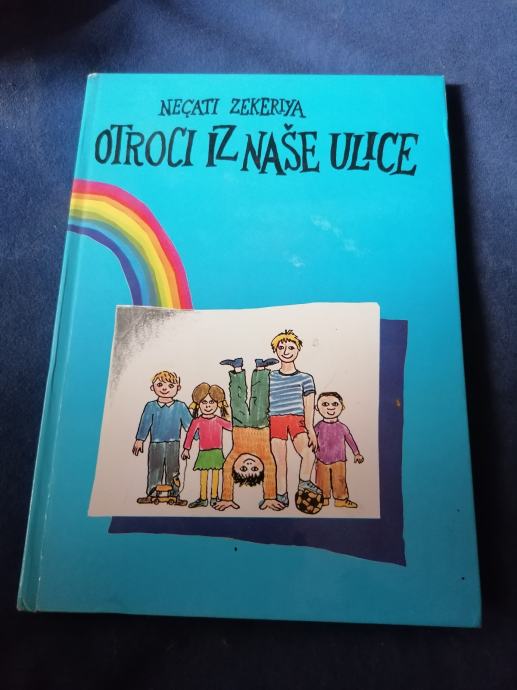 NEÇATI ZEKERIYA
OTROCI IZ NAŠE ULICE